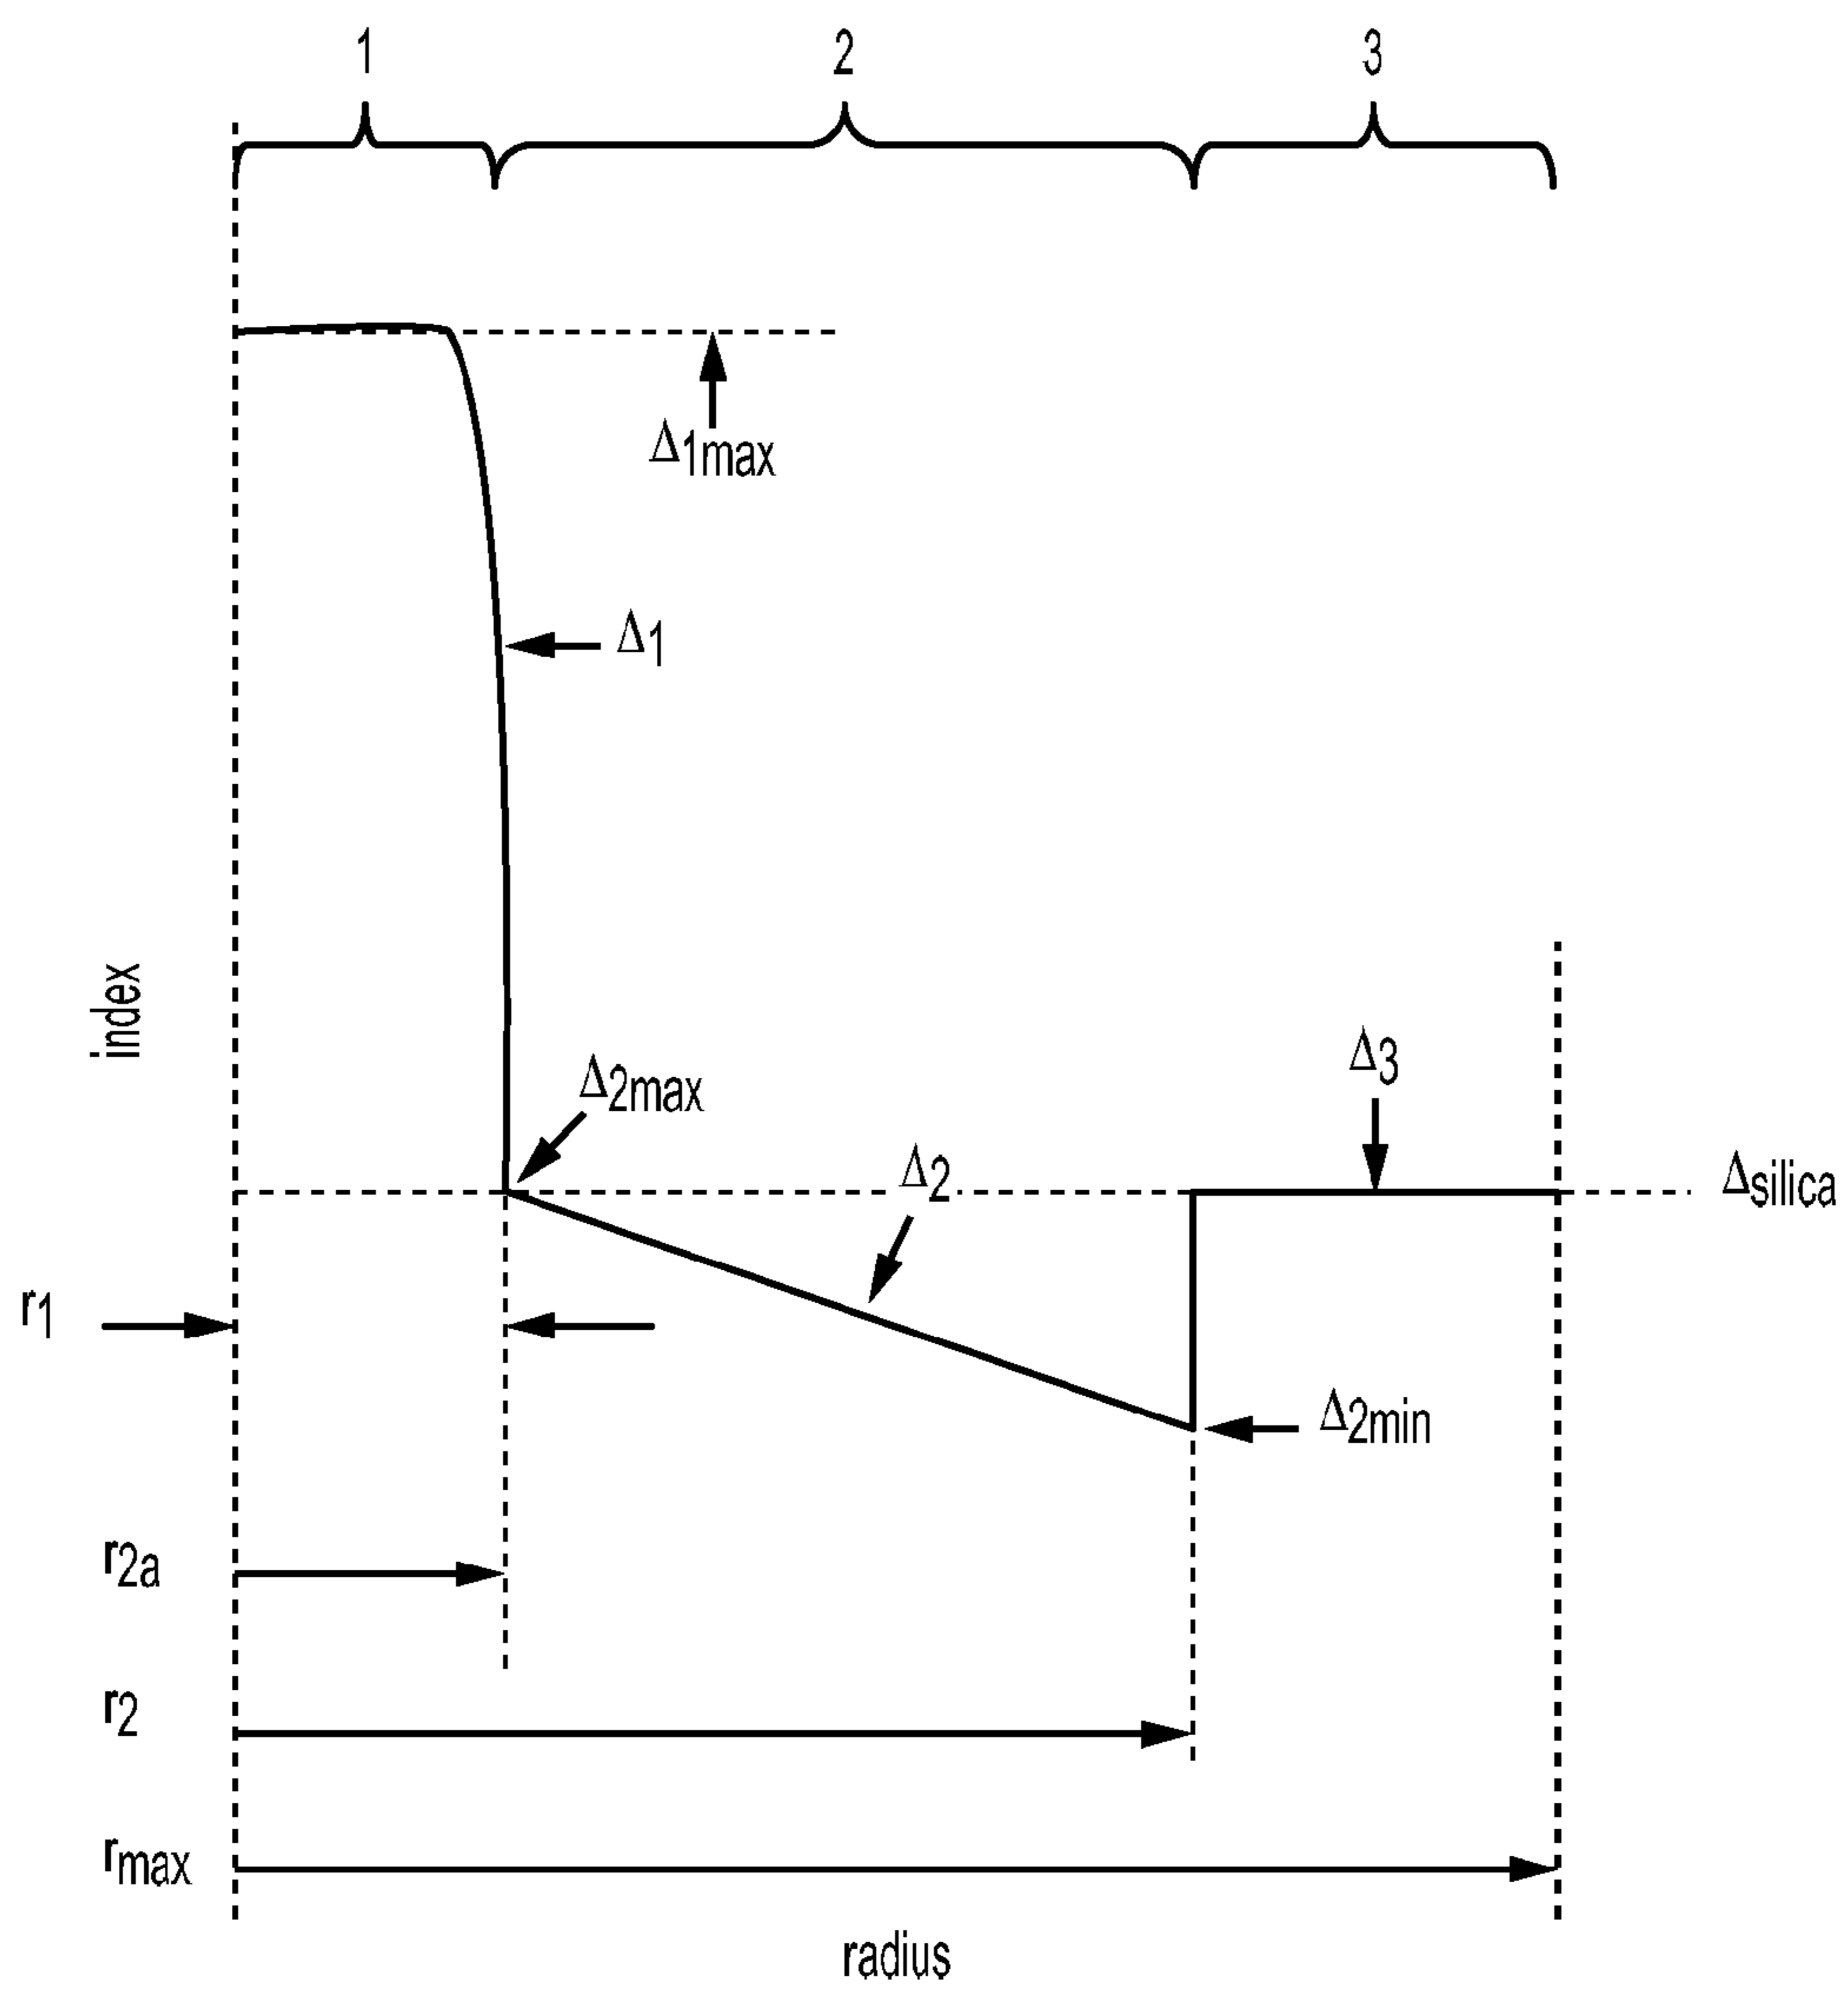 1 2 3
Δ1max
Δ1
index
Δ2max
Δ3
Δ2
Δsilica
r1
Δ2min
r2a
r2
rmax
radius